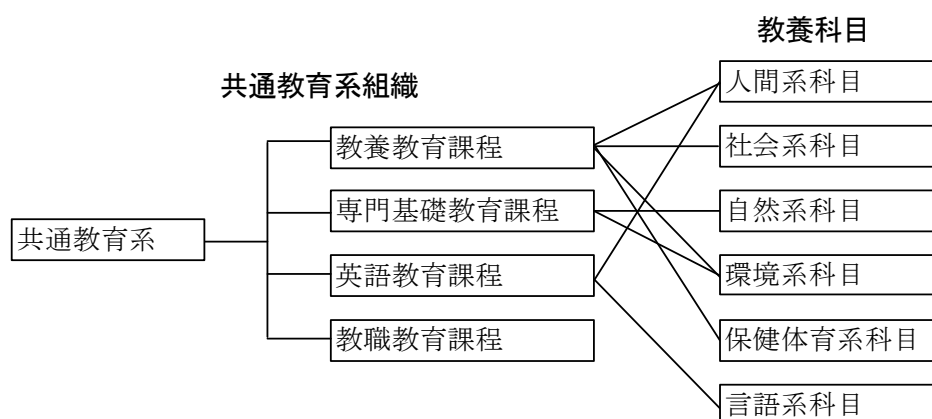 教養科目
共通教育系組織
人間系科目
教養教育課程
社会系科目
専門基礎教育課程
自然系科目
共通教育系
英語教育課程
環境系科目
教職教育課程
保健体育系科目
言語系科目